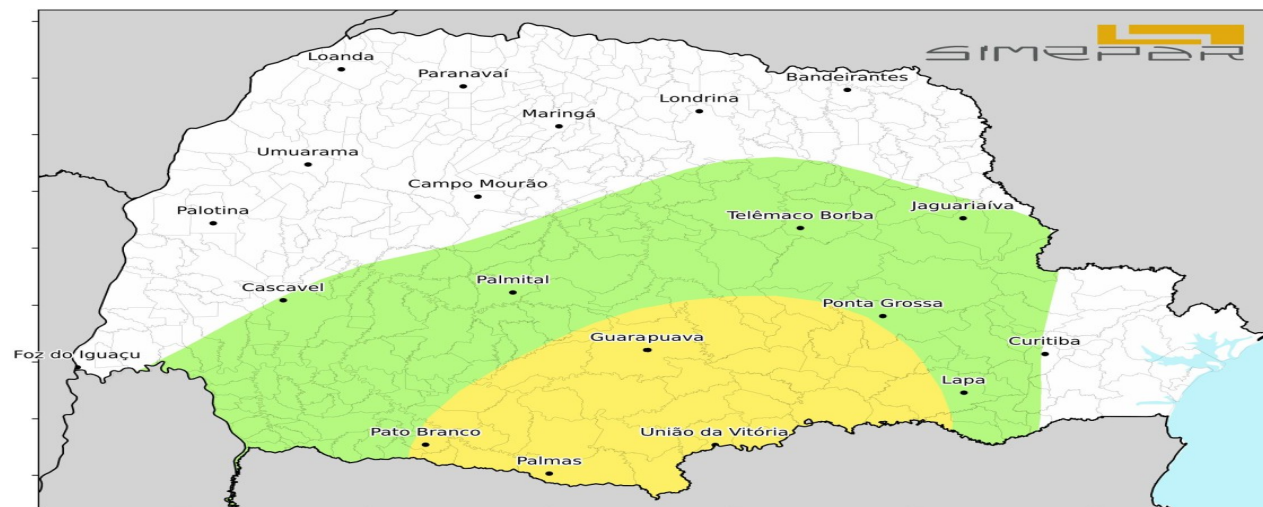 SIMEPAR
Loanda
Paranavaí
Bandeirantes
Londrina
Maringá
Umuarama
Campo Mourão
Palotina
Jaguariaíva
Telêmaco Borba
Cascavel
Palmital
Ponta Grossa
Guarapuava
Curitiba
Foz do Iguaçu
Lapa
Pato Branco
União da Vitória
Palmas